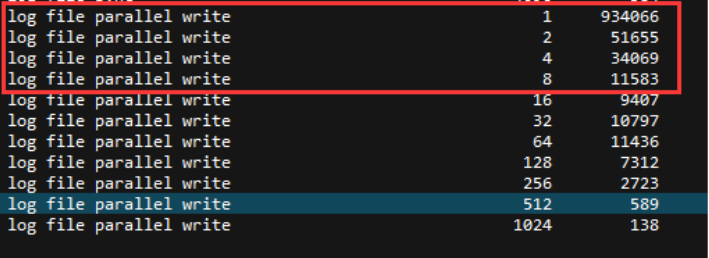 log file parallel write 1 934066
log file parallel write 2 51655
log file parallel write 4 34069
log file parallel write 8 11583
log file parallel write 16 9407
log file parallel write 32 10797
log file parallel write 64 11436
log file parallel write 128 7312
log file parallel write 256 2723
log file parallel write 512 589
log file parallel write 1024 138